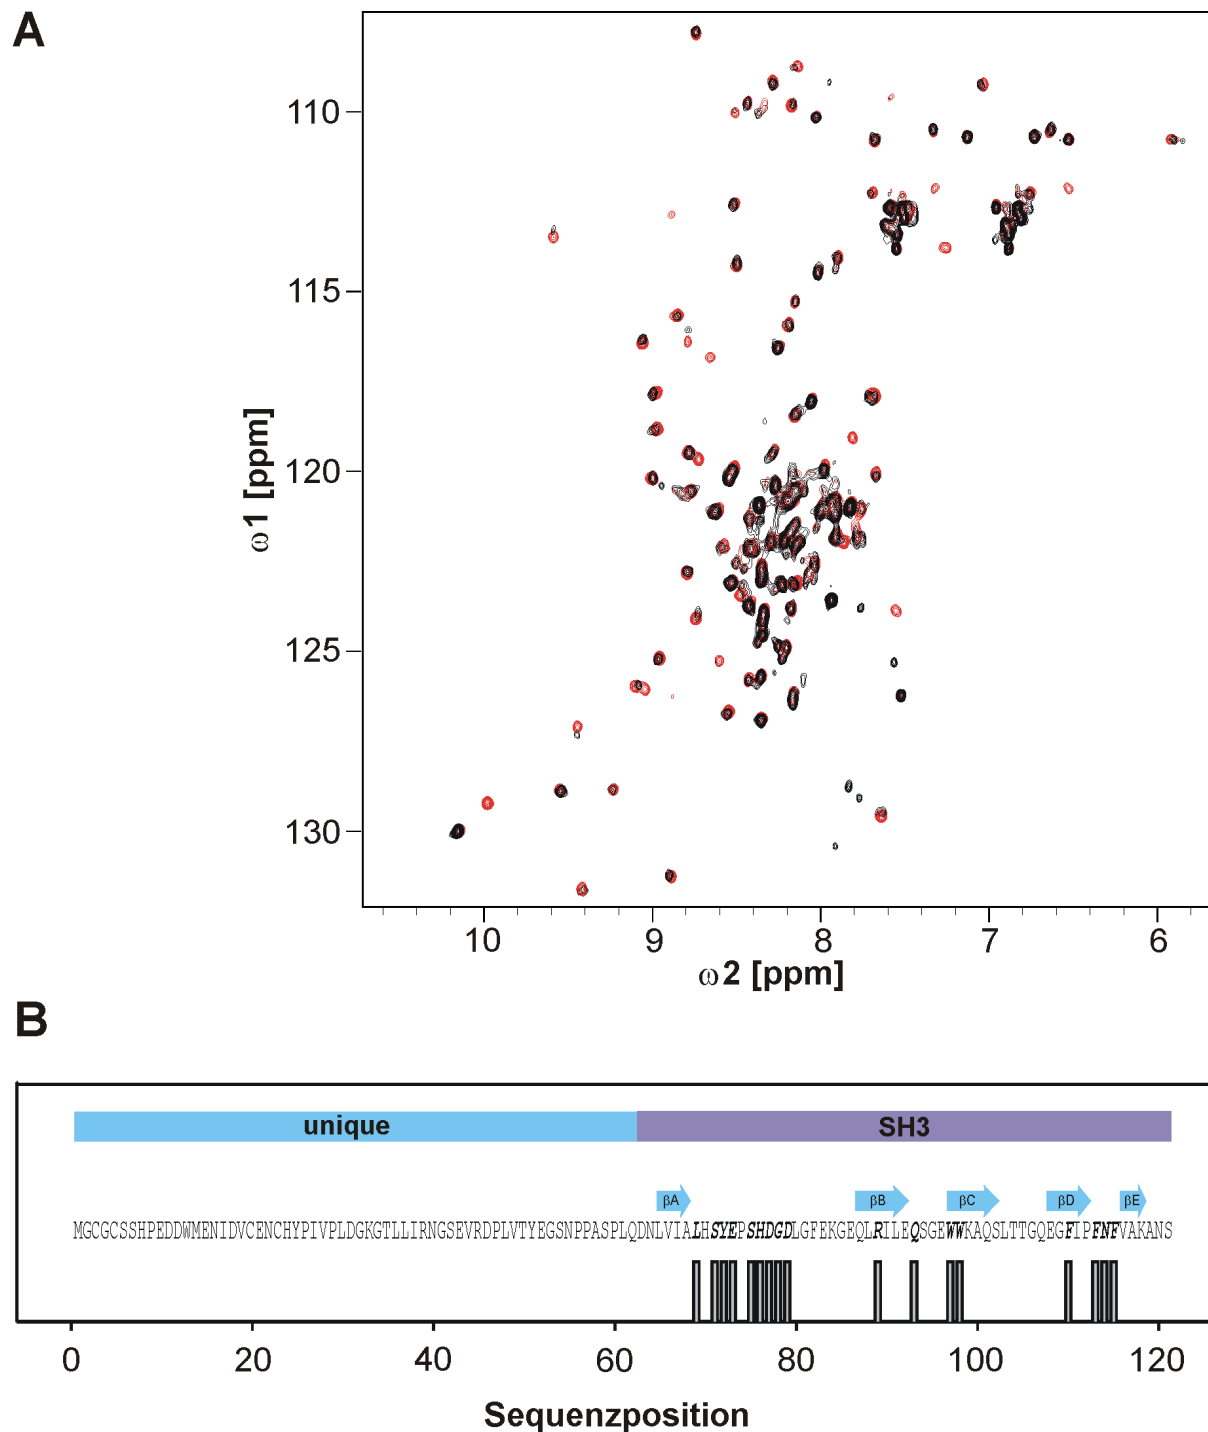 A
110
115
120
125
130
ω1 [ppm]
10 9 8 7 6
ω2 [ppm]
B
unique SH3
βA βB βC βD βE
MGCGCSSHPEDDWMENIDVCENCHYPIVPLDGKGTLLIRNGSEVRDPLVTYEGSNPPASPLQDNLVIALHSYEPSHDGDLGFEKGEQLRILEQSGEWWKAQSLTTGQEGFIPFNFVAKANS
0 20 40 60 80 100 120
Sequenzposition